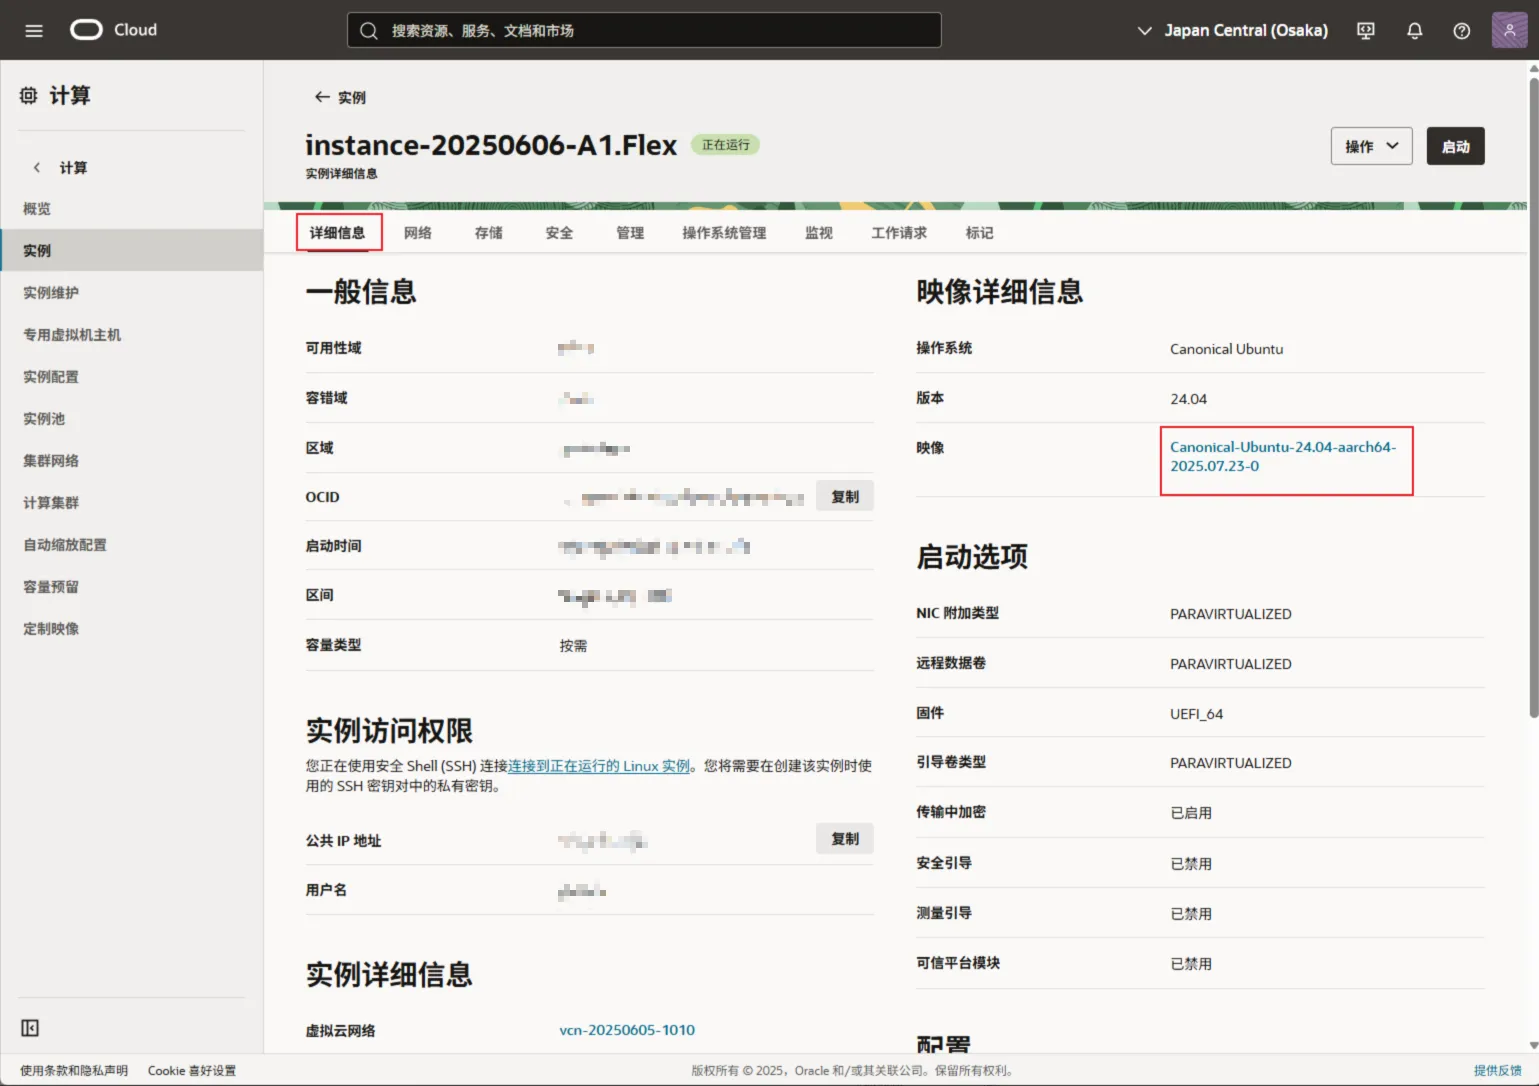 Cloud
搜索资源、服务、文档和市场
Japan Central (Osaka)
计算
计算
概览
实例
实例维护
专用虚拟机主机
实例配置
实例池
集群网络
计算集群
自动缩放配置
容量预留
定制映像
实例
instance-20250606-A1.Flex
正在运行
实例详细信息
操作
启动
详细信息
网络
存储
安全
管理
操作系统管理
监视
工作请求
标记
一般信息
可用性域
容错域
区域
OCID
复制
启动时间
区间
容量类型
按需
实例访问权限
您正在使用安全 Shell (SSH) 连接连接到正在运行的 Linux 实例。您将需要在创建该实例时使
用的 SSH 密钥对中的私有密钥。
公共 IP 地址
复制
用户名
实例详细信息
虚拟云网络
vcn-20250605-1010
映像详细信息
操作系统
Canonical Ubuntu
版本
24.04
映像
Canonical-Ubuntu-24.04-aarch64-
2025.07.23-0
启动选项
NIC 附加类型
PARAVIRTUALIZED
远程数据卷
PARAVIRTUALIZED
固件
UEFI_64
引导卷类型
PARAVIRTUALIZED
传输中加密
已启用
安全引导
已禁用
测量引导
已禁用
可信平台模块
已禁用
配置
使用条款和隐私声明
Cookie 喜好设置
版权所有 © 2025，Oracle 和/或其关联公司。保留所有权利。
提供反馈